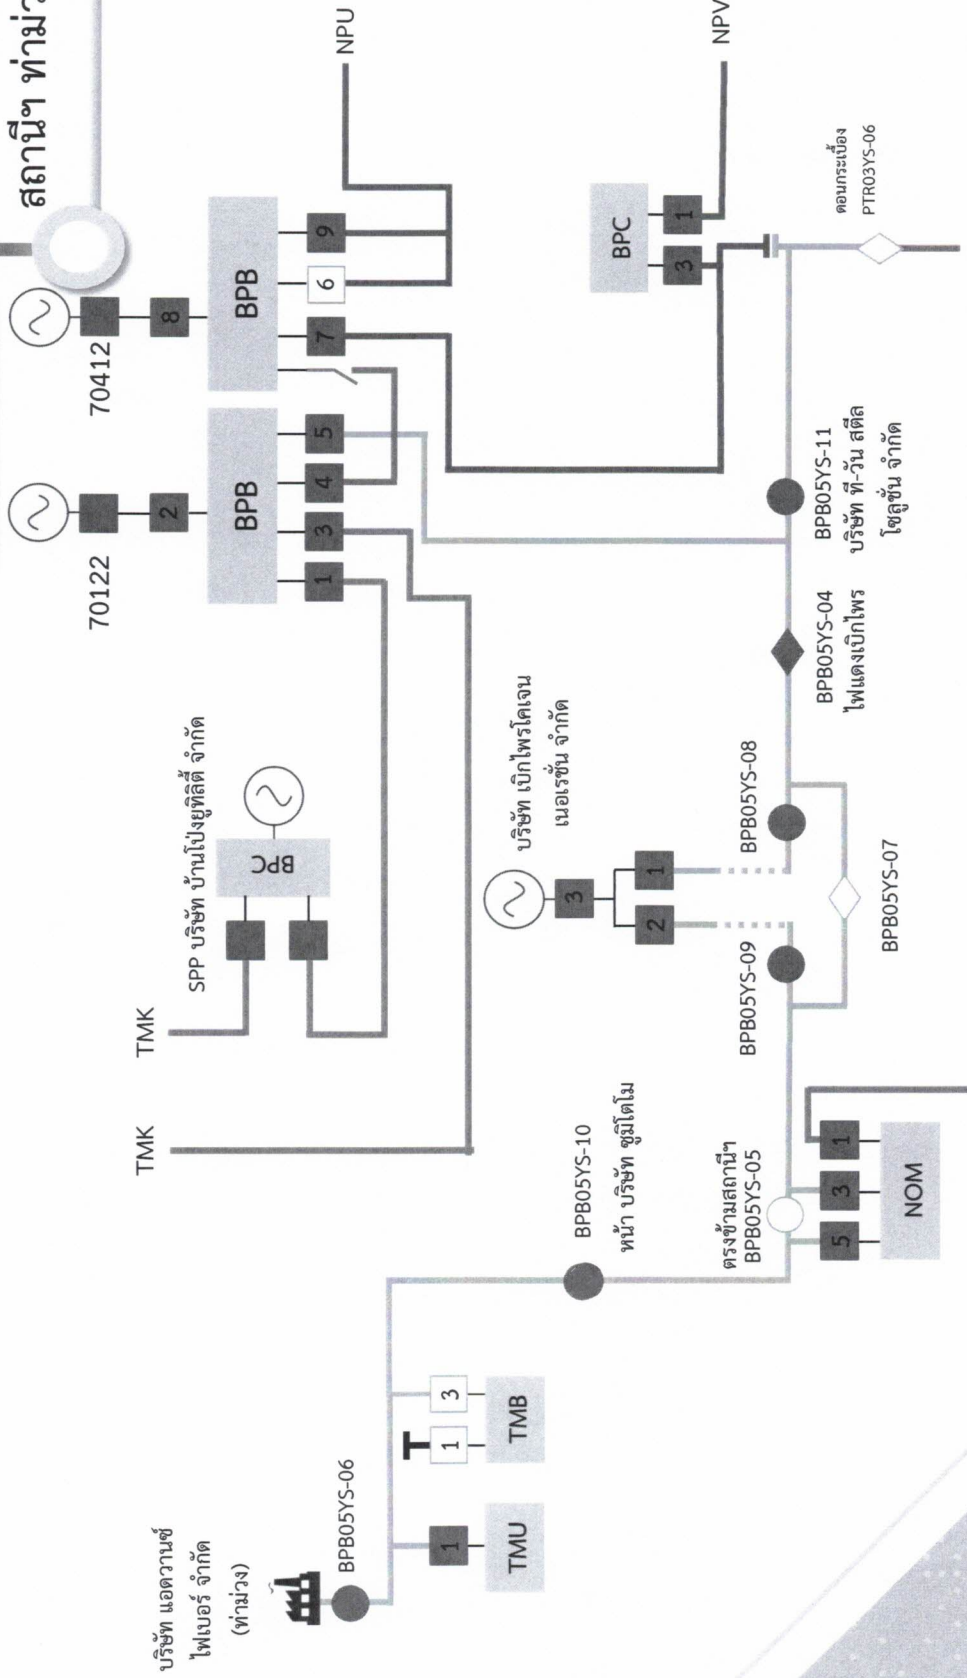 สถานีฯ ท่าม่ว
70412
8
BPB
7
6
9
NPU
70122
2
BPB
1
3
4
5
TMK
TMK
SPP บริษัท บ้านโป่งยูทิลิตี้ จำกัด
BPC
บริษัท แอดวานซ์
ไฟเบอร์ จำกัด
(ท่าม่วง)
BPB05YS-06
1
TMU
1
3
TMB
BPB05YS-10
หน้า บริษัท ซูมิโตโม
ตรงข้ามสถานีฯ
BPB05YS-05
5
3
1
NOM
บริษัท เบิกไพรโคเจน
เนอเรชั่น จำกัด
3
2
1
BPB05YS-09
BPB05YS-08
BPB05YS-07
BPB05YS-04
ไฟแดงเบิกไพร
BPB05YS-11
บริษัท ที-วัน สตีล
โซลูชั่น จำกัด
BPC
3
1
NPV
ดอนกระเบื้อง
PTR03YS-06